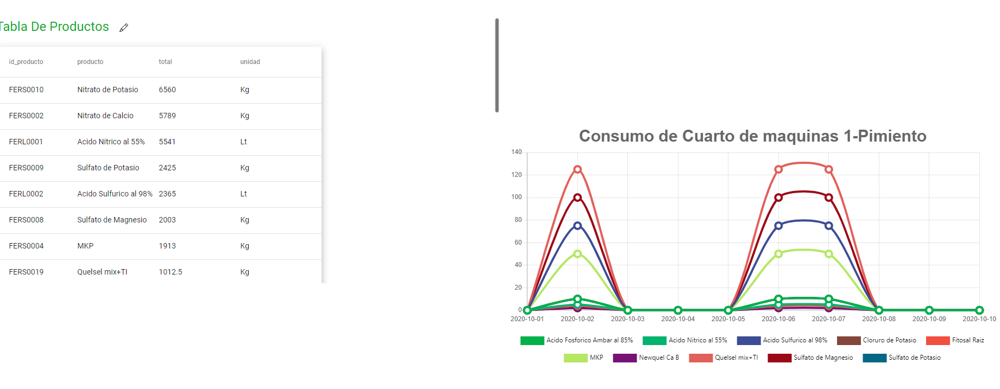 Tabla De Productos
id_producto producto total unidad
FERS0010 Nitrato de Potasio 6560 Kg
FERS0002 Nitrato de Calcio 5789 Kg
FERL0001 Acido Nitrico al 55% 5541 Lt
FERS0009 Sulfato de Potasio 2425 Kg
FERL0002 Acido Sulfurico al 98% 2365 Lt
FERS0008 Sulfato de Magnesio 2003 Kg
FERS0004 MKP 1913 Kg
FERS0019 Quelsel mix+TI 1012.5 Kg
Consumo de Cuarto de maquinas 1-Pimiento
140
120
100
80
60
40
20
0
2020-10-01 2020-10-02 2020-10-03 2020-10-04 2020-10-05 2020-10-06 2020-10-07 2020-10-08 2020-10-09 2020-10-10
Acido Fosforico Ambar al 85% Acido Nitrico al 55% Acido Sulfurico al 98% Cloruro de Potasio Fitosal Raiz
MKP Newquel Ca B Quelsel mix+TI Sulfato de Magnesio Sulfato de Potasio